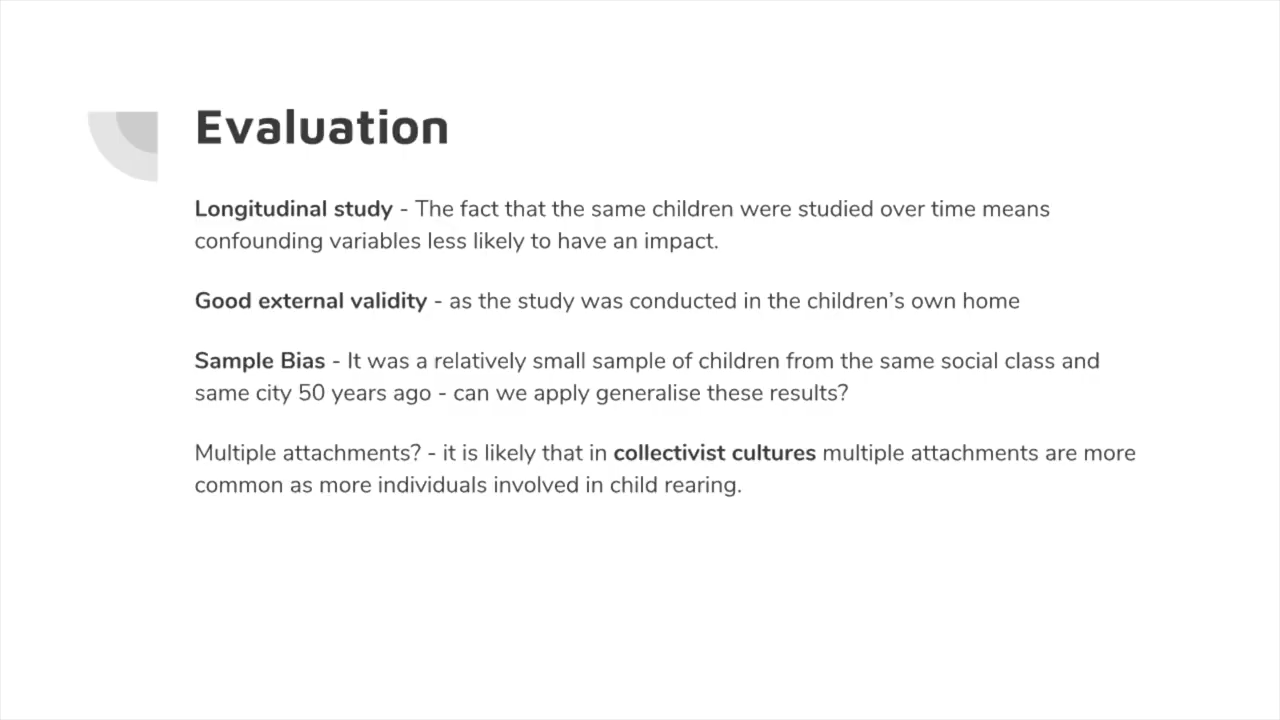 Evaluation
Longitudinal study - The fact that the same children were studied over time means
confounding variables less likely to have an impact.
Good external validity - as the study was conducted in the children’s own home
Sample Bias - It was a relatively small sample of children from the same social class and
same city 50 years ago - can we apply generalise these results?
Multiple attachments? - it is likely that in collectivist cultures multiple attachments are more
common as more individuals involved in child rearing.